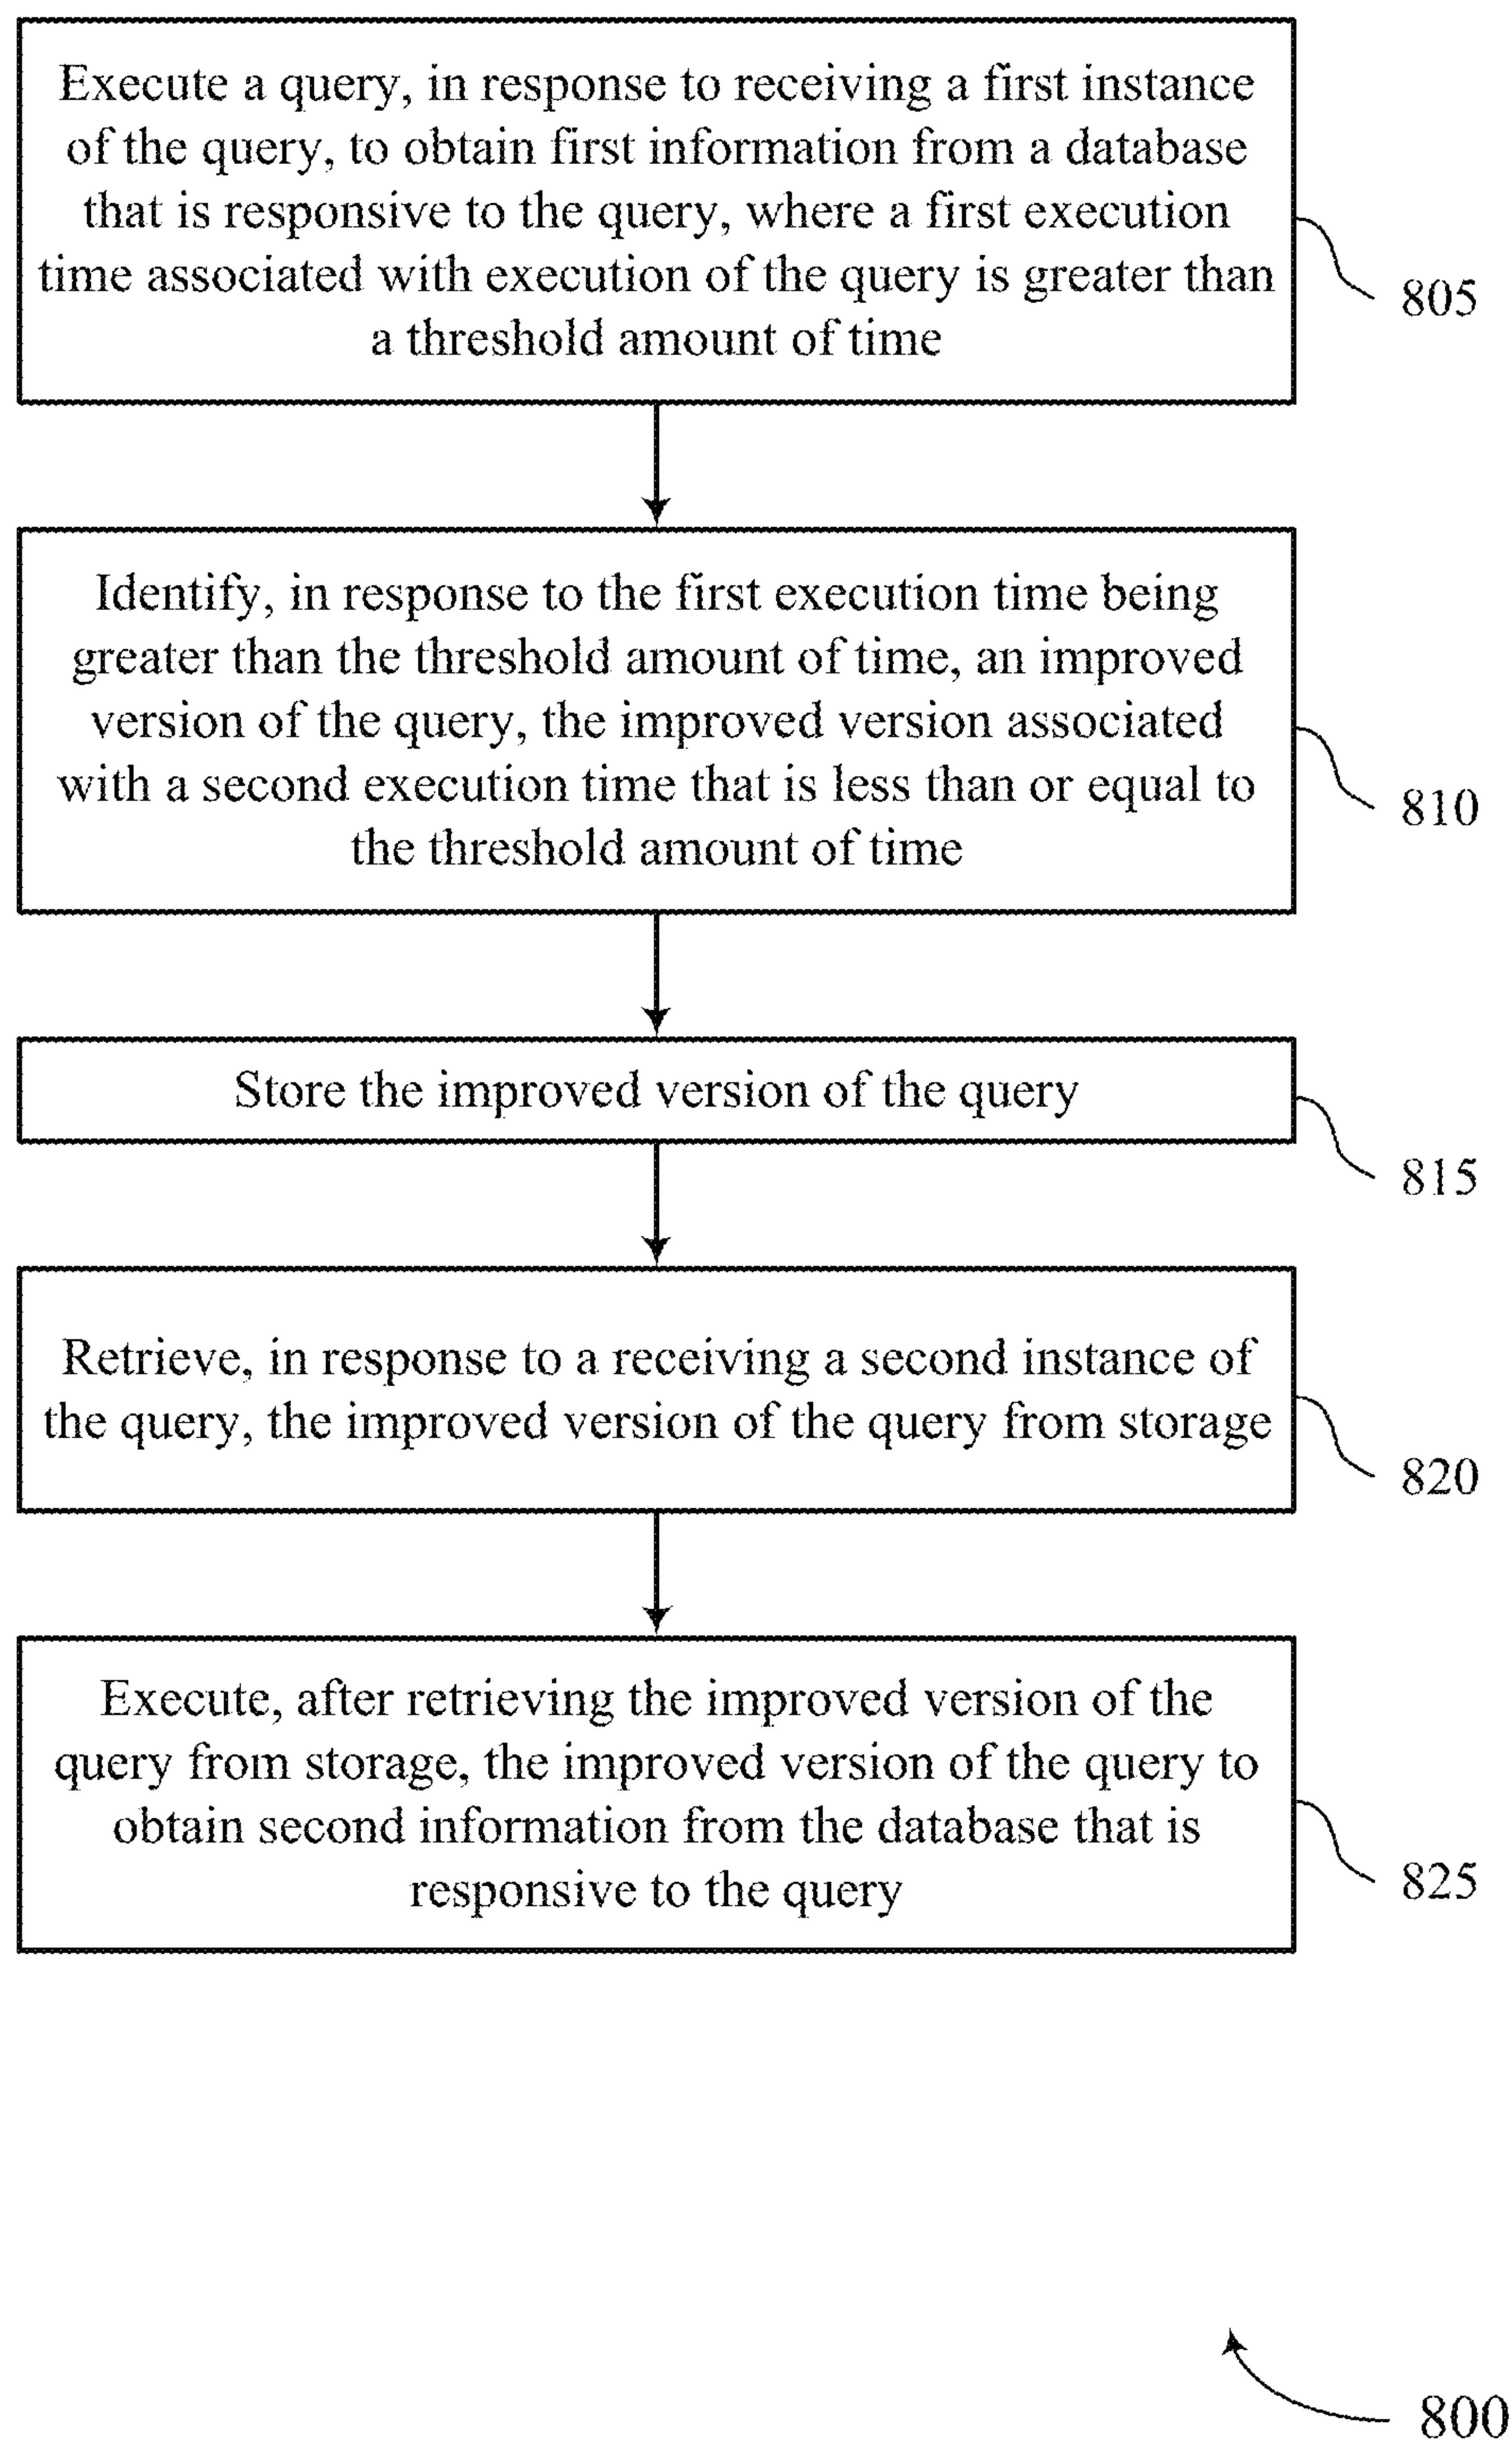 Execute a query, in response to receiving a first instance
of the query, to obtain first information from a database
that is responsive to the query, where a first execution
time associated with execution of the query is greater than
a threshold amount of time
805
Identify, in response to the first execution time being
greater than the threshold amount of time, an improved
version of the query, the improved version associated
with a second execution time that is less than or equal to
the threshold amount of time
810
Store the improved version of the query
815
Retrieve, in response to a receiving a second instance of
the query, the improved version of the query from storage
820
Execute, after retrieving the improved version of the
query from storage, the improved version of the query to
obtain second information from the database that is
responsive to the query
825
800